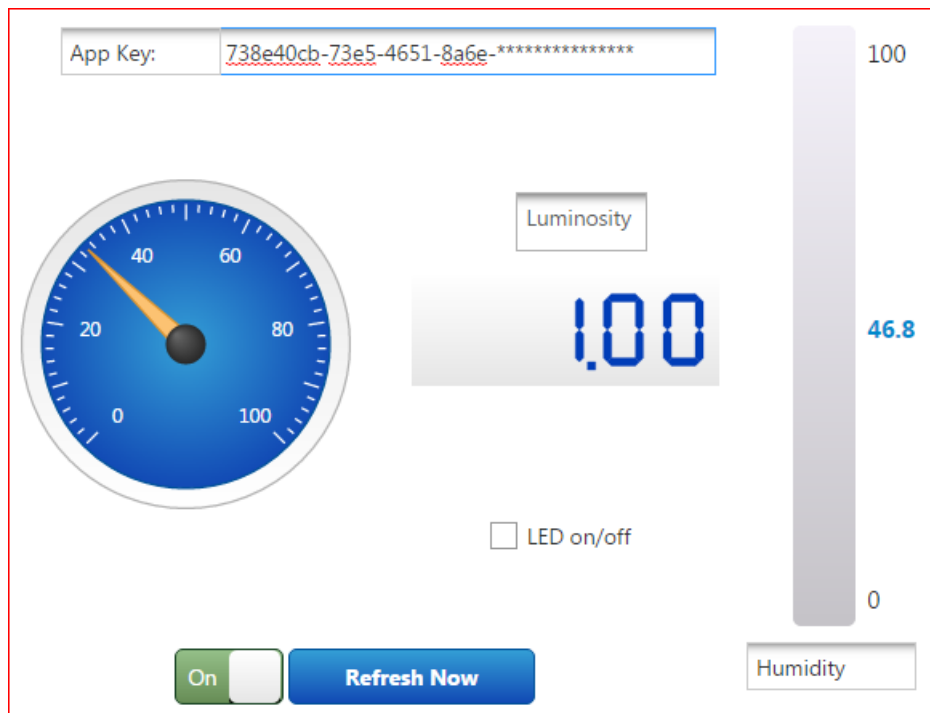 App Key: 738e40cb-73e5-4651-8a6e-***************
100
Luminosity
40 60
20 80
0 100
1.00
46.8
LED on/off
0
On Refresh Now
Humidity